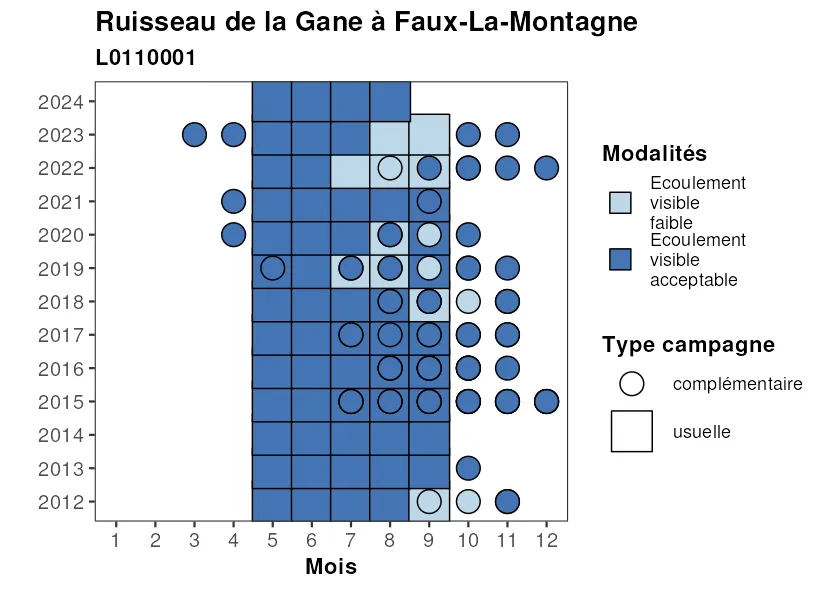 Ruisseau de la Gane à Faux-La-Montagne
L0110001
2024
2023
2022
2021
2020
2019
2018
2017
2016
2015
2014
2013
2012
1 2 3 4 5 6 7 8 9 10 11 12
Mois
Modalités
Ecoulement
visible
faible
Ecoulement
visible
acceptable
Type campagne
complémentaire
usuelle